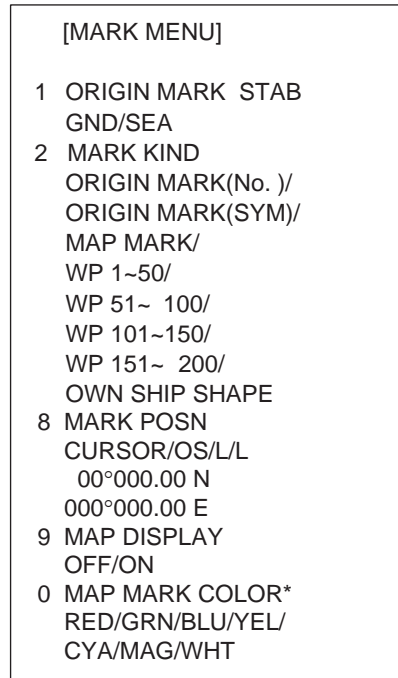 [MARK MENU]
1 ORIGIN MARK STAB
GND/SEA
2 MARK KIND
ORIGIN MARK(No. )/
ORIGIN MARK(SYM)/
MAP MARK/
WP 1~50/
WP 51~ 100/
WP 101~150/
WP 151~ 200/
OWN SHIP SHAPE
8 MARK POSN
CURSOR/OS/L/L
00°000.00 N
000°000.00 E
9 MAP DISPLAY
OFF/ON
0 MAP MARK COLOR*
RED/GRN/BLU/YEL/
CYA/MAG/WHT